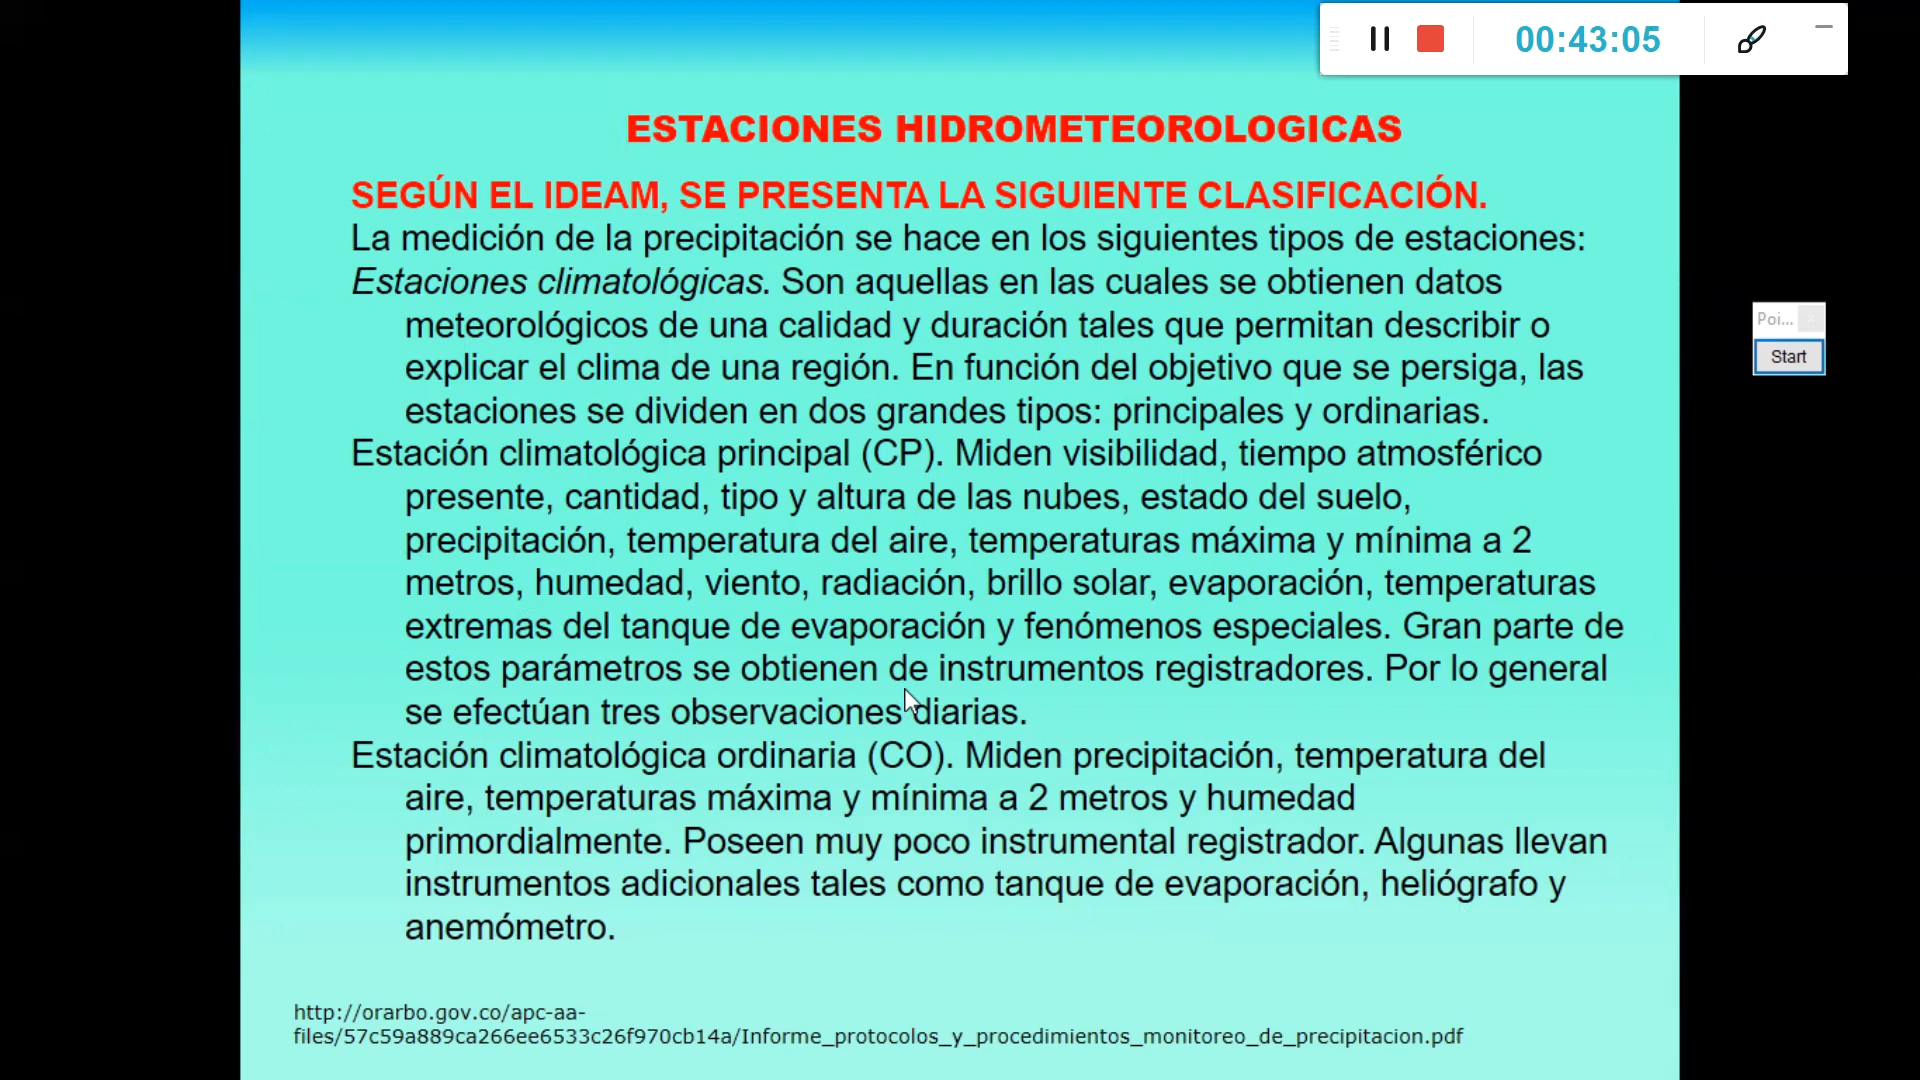 00:43:05
ESTACIONES HIDROMETEOROLOGICAS
SEGÚN EL IDEAM, SE PRESENTA LA SIGUIENTE CLASIFICACIÓN.
La medición de la precipitación se hace en los siguientes tipos de estaciones:
Estaciones climatológicas. Son aquellas en las cuales se obtienen datos
meteorológicos de una calidad y duración tales que permitan describir o
explicar el clima de una región. En función del objetivo que se persiga, las
estaciones se dividen en dos grandes tipos: principales y ordinarias.
Estación climatológica principal (CP). Miden visibilidad, tiempo atmosférico
presente, cantidad, tipo y altura de las nubes, estado del suelo,
precipitación, temperatura del aire, temperaturas máxima y mínima a 2
metros, humedad, viento, radiación, brillo solar, evaporación, temperaturas
extremas del tanque de evaporación y fenómenos especiales. Gran parte de
estos parámetros se obtienen de instrumentos registradores. Por lo general
se efectúan tres observaciones diarias.
Estación climatológica ordinaria (CO). Miden precipitación, temperatura del
aire, temperaturas máxima y mínima a 2 metros y humedad
primordialmente. Poseen muy poco instrumental registrador. Algunas llevan
instrumentos adicionales tales como tanque de evaporación, heliógrafo y
anemómetro.
http://orarbo.gov.co/apc-aa-
files/57c59a889ca266ee6533c26f970cb14a/Informe_protocolos_y_procedimientos_monitoreo_de_precipitacion.pdf
Poi...
Start